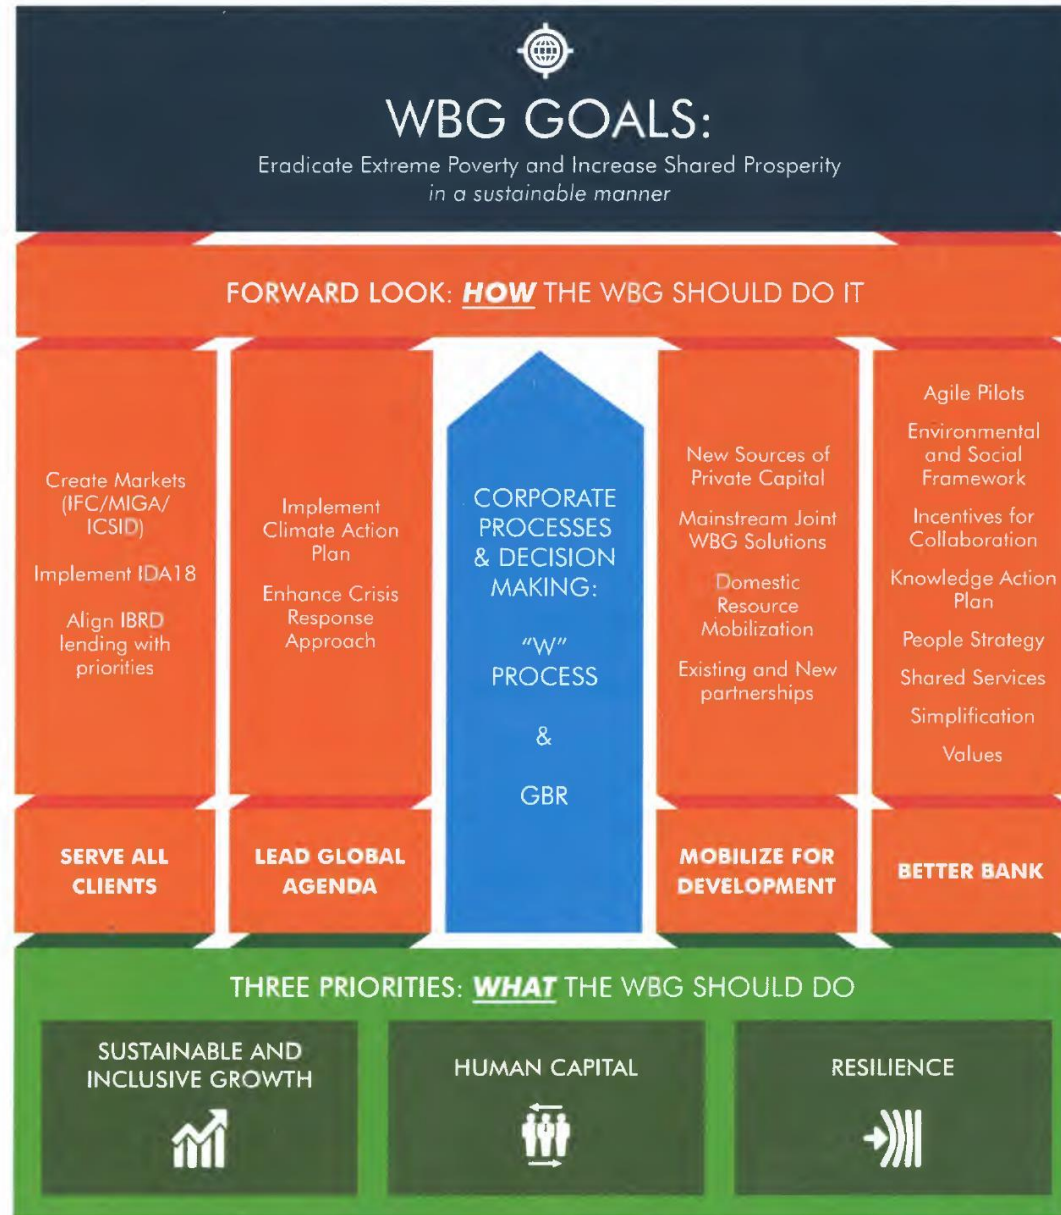 WBG GOALS:
Eradicate Extreme Poverty and Increase Shared Prosperity
in a sustainable manner
FORWARD LOOK: HOW THE WBG SHOULD DO IT
Create Markets
(IFC/MIGA/
ICSID)
Implement IDA18
Align IBRD
lending with
priorities
SERVE ALL
CLIENTS
Implement
Climate Action
Plan
Enhance Crisis
Response
Approach
LEAD GLOBAL
AGENDA
CORPORATE
PROCESSES
& DECISION
MAKING:
"W"
PROCESS
&
GBR
New Sources of
Private Capital
Mainstream Joint
WBG Solutions
Domestic
Resource
Mobilization
Existing and New
partnerships
MOBILIZE FOR
DEVELOPMENT
Agile Pilots
Environmental
and Social
Framework
Incentives for
Collaboration
Knowledge Action
Plan
People Strategy
Shared Services
Simplification
Values
BETTER BANK
THREE PRIORITIES: WHAT THE WBG SHOULD DO
SUSTAINABLE AND
INCLUSIVE GROWTH
HUMAN CAPITAL
RESILIENCE